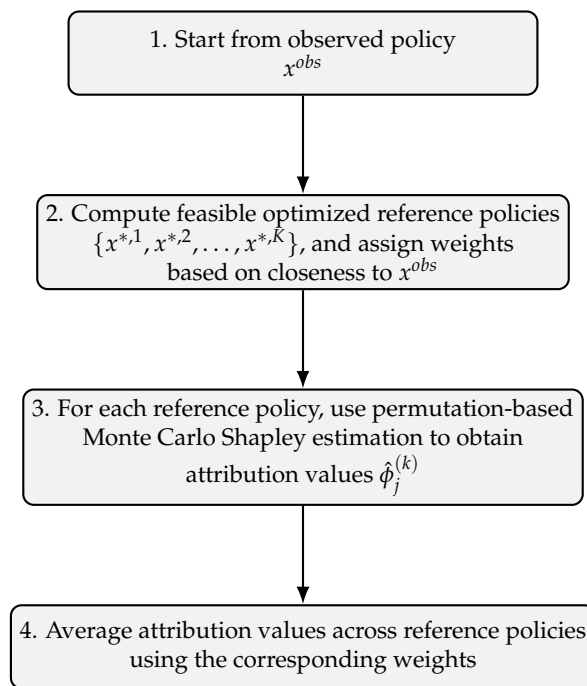 1. Start from observed policy
x^{obs}
2. Compute feasible optimized reference policies
{x^{*,1}, x^{*,2}, . . . , x^{*,K}}, and assign weights
based on closeness to x^{obs}
3. For each reference policy, use permutation-based
Monte Carlo Shapley estimation to obtain
attribution values \hat{ϕ}_j^{(k)}
4. Average attribution values across reference policies
using the corresponding weights